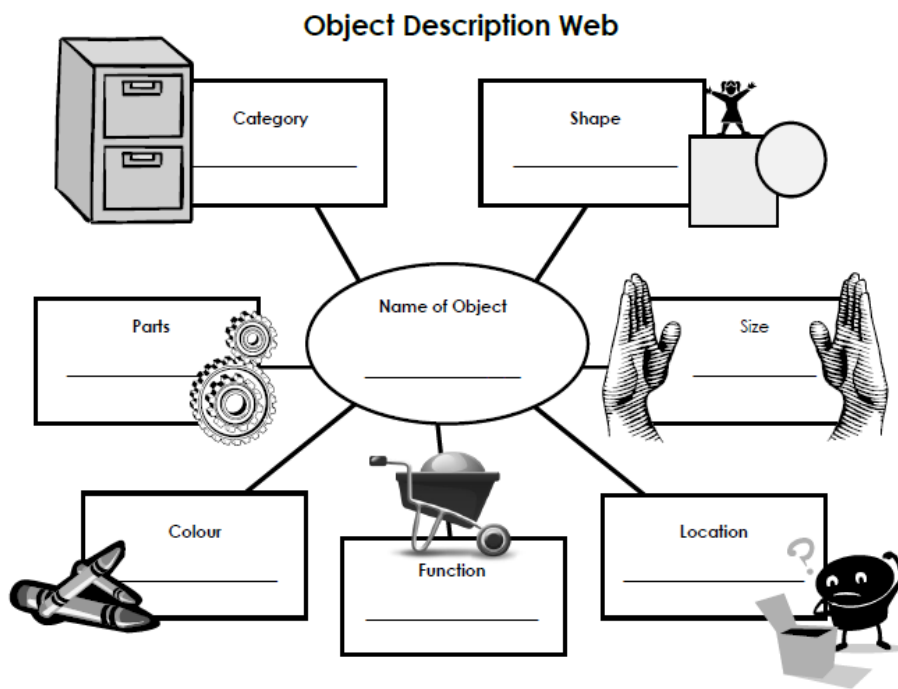 Object Description Web
Category
Shape
Name of Object
Parts
Size
Colour
Function
Location
?